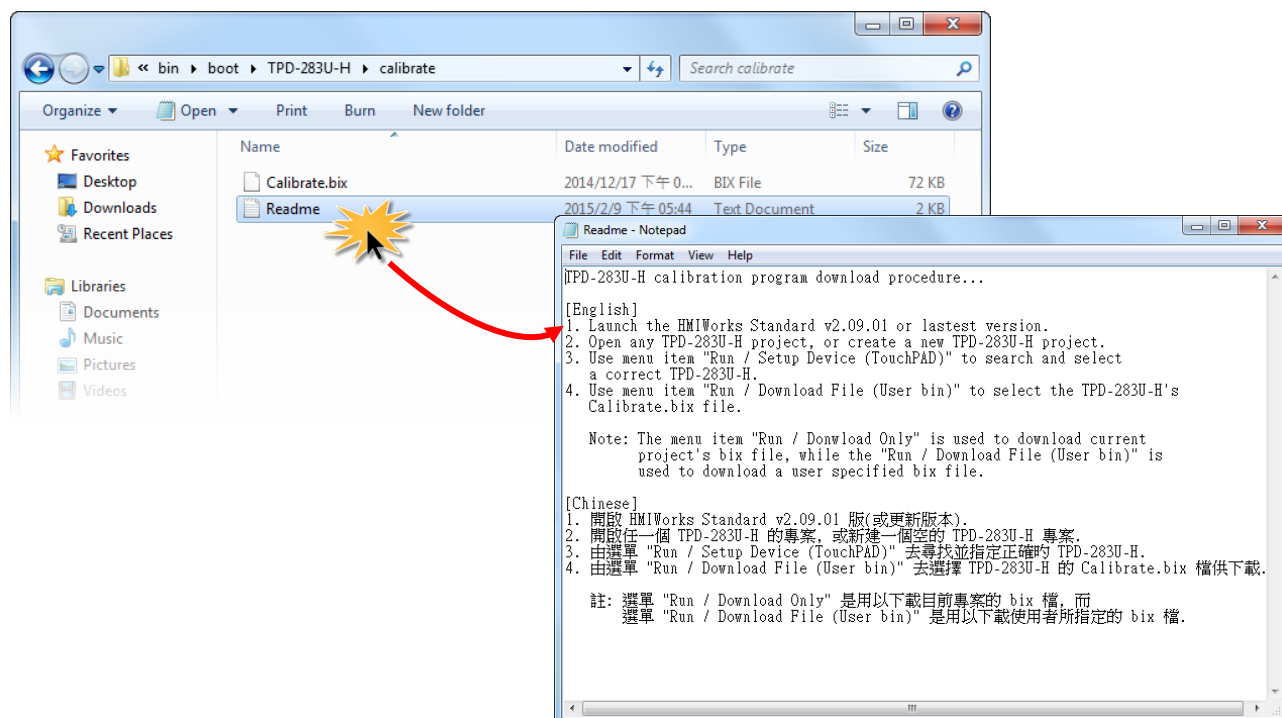 « bin ▸ boot ▸ TPD-283U-H ▸ calibrate
Search calibrate
Organize Open Print Burn New folder
Name Date modified Type Size
Favorites
Desktop
Downloads
Recent Places
Libraries
Documents
Music
Pictures
Videos
Calibrate.bix 2014/12/17 下午 0... BIX File 72 KB
Readme 2015/2/9 下午 05:44 Text Document 2 KB
Readme - Notepad
File Edit Format View Help
TPD-283U-H calibration program download procedure...
[English]
1. Launch the HMIWorks Standard v2.09.01 or lastest version.
2. Open any TPD-283U-H project, or create a new TPD-283U-H project.
3. Use menu item "Run / Setup Device (TouchPAD)" to search and select
a correct TPD-283U-H.
4. Use menu item "Run / Download File (User bin)" to select the TPD-283U-H's
Calibrate.bix file.
Note: The menu item "Run / Donwload Only" is used to download current
project's bix file, while the "Run / Download File (User bin)" is
used to download a user specified bix file.
[Chinese]
1. 開啟 HMIWorks Standard v2.09.01 版(或更新版本).
2. 開啟任一個 TPD-283U-H 的專案, 或新建一個空的 TPD-283U-H 專案.
3. 由選單 "Run / Setup Device (TouchPAD)" 去尋找並指定正確的 TPD-283U-H.
4. 由選單 "Run / Download File (User bin)" 去選擇 TPD-283U-H 的 Calibrate.bix 檔供下載.
註: 選單 "Run / Download Only" 是用以下載目前專案的 bix 檔, 而
選單 "Run / Download File (User bin)" 是用以下載使用者所指定的 bix 檔.